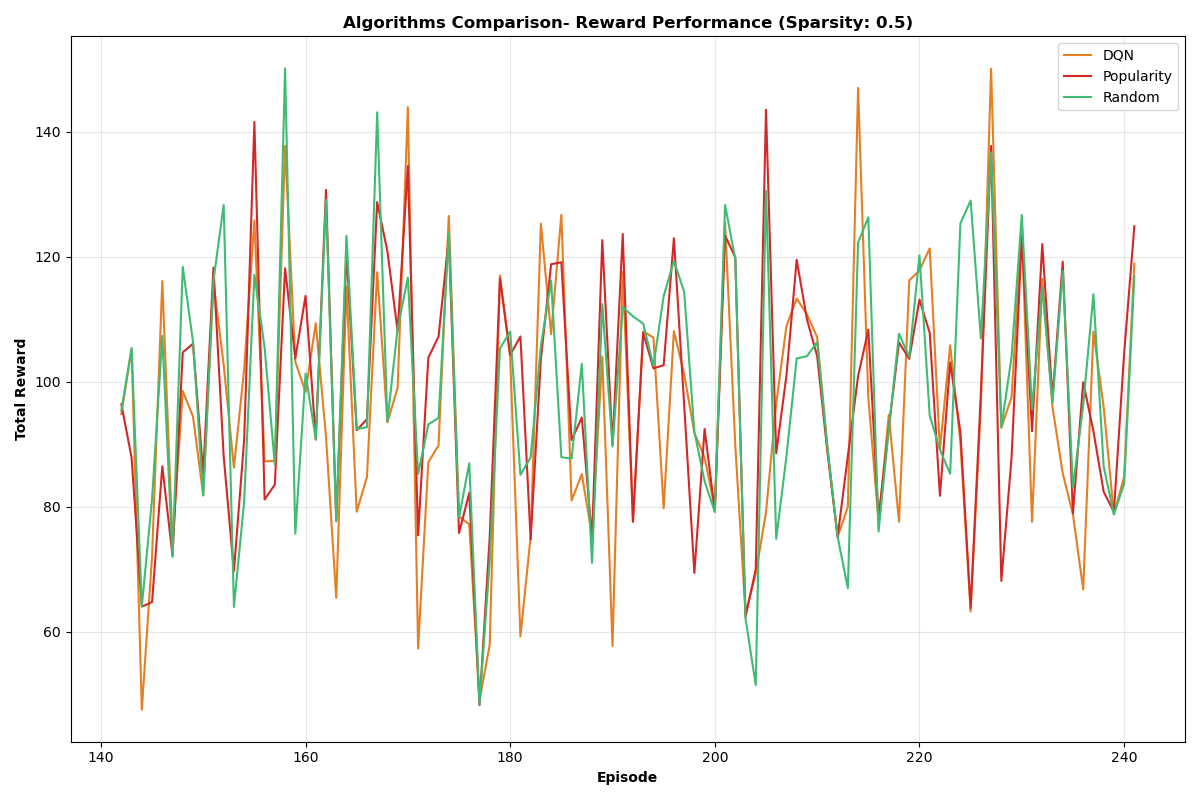 Algorithms Comparison- Reward Performance (Sparsity: 0.5)
DQN
Popularity
Random
Total Reward
140
120
100
80
60
140 160 180 200 220 240
Episode